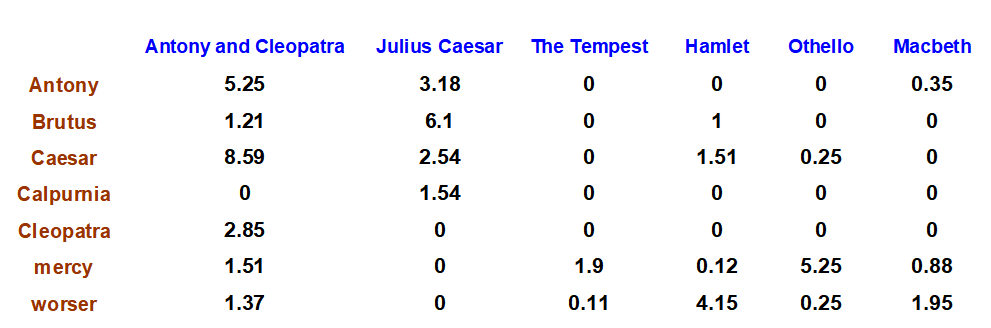 Antony and Cleopatra Julius Caesar The Tempest Hamlet Othello Macbeth
Antony 5.25 3.18 0 0 0 0.35
Brutus 1.21 6.1 0 1 0 0
Caesar 8.59 2.54 0 1.51 0.25 0
Calpurnia 0 1.54 0 0 0 0
Cleopatra 2.85 0 0 0 0 0
mercy 1.51 0 1.9 0.12 5.25 0.88
worser 1.37 0 0.11 4.15 0.25 1.95